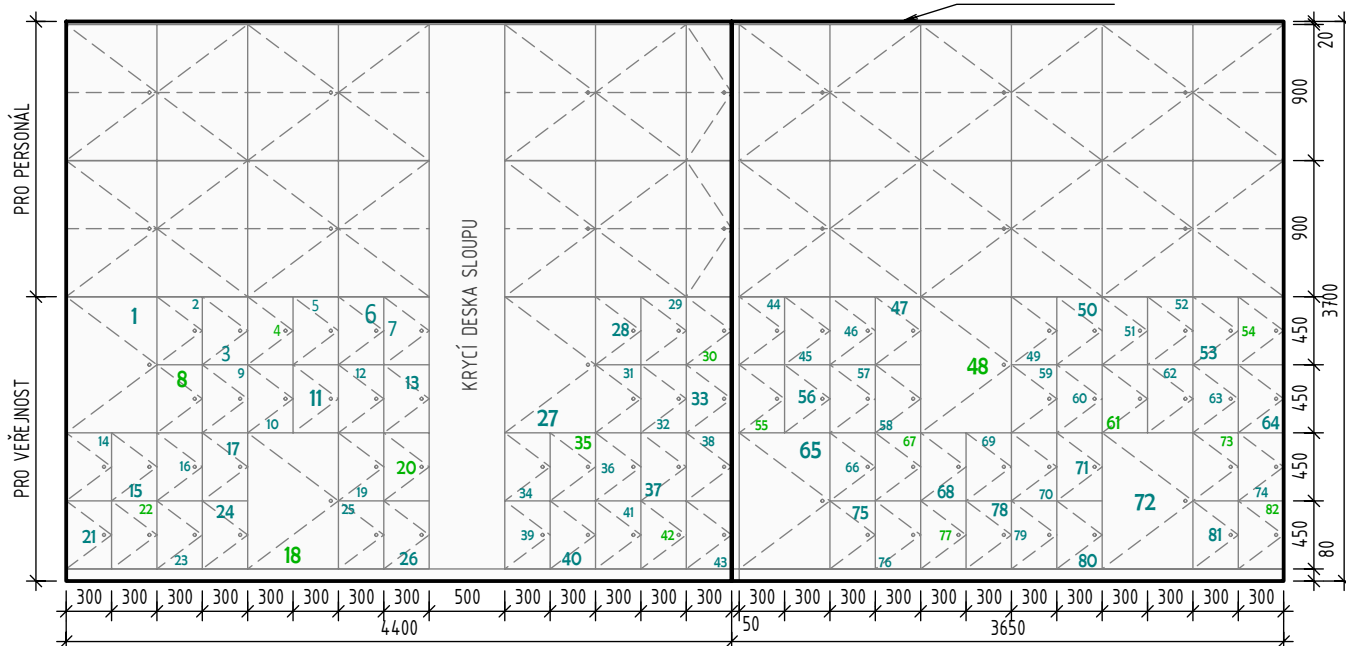 20
PRO PERSONÁL
900
900
3700
KRYCÍ DESKA SLOUPU
PRO VĚŘEJNOST
1 2 5 6 29 44 47 50 52
4 7 28 46 51 54 450
3 30 45 49 53
8 9 12 31 57 48 59 62
11 13 33 56 60 63 450
10 27 32 55 58 61 64
14 17 35 38 65 67 69 73
16 20 36 66 71 450
15 19 34 37 68 70 74
22 24 25 41 75 78 72 82
21 39 42 77 79 81 450
23 18 26 40 43 76 80
80
300 300 300 300 300 300 300 300 500 300 300 300 300 300 300 300 300 300 300 300 300 300 300 300 300 300
4400 50 3650